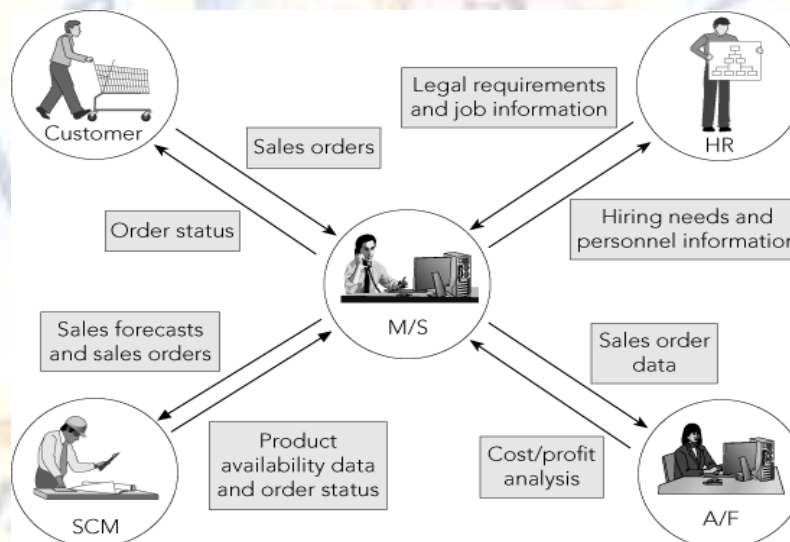 Customer
Legal requirements
and job information
HR
Sales orders
Order status
Hiring needs and
personnel information
M/S
Sales forecasts
and sales orders
Sales order
data
Product
availability data
and order status
Cost/profit
analysis
SCM
A/F